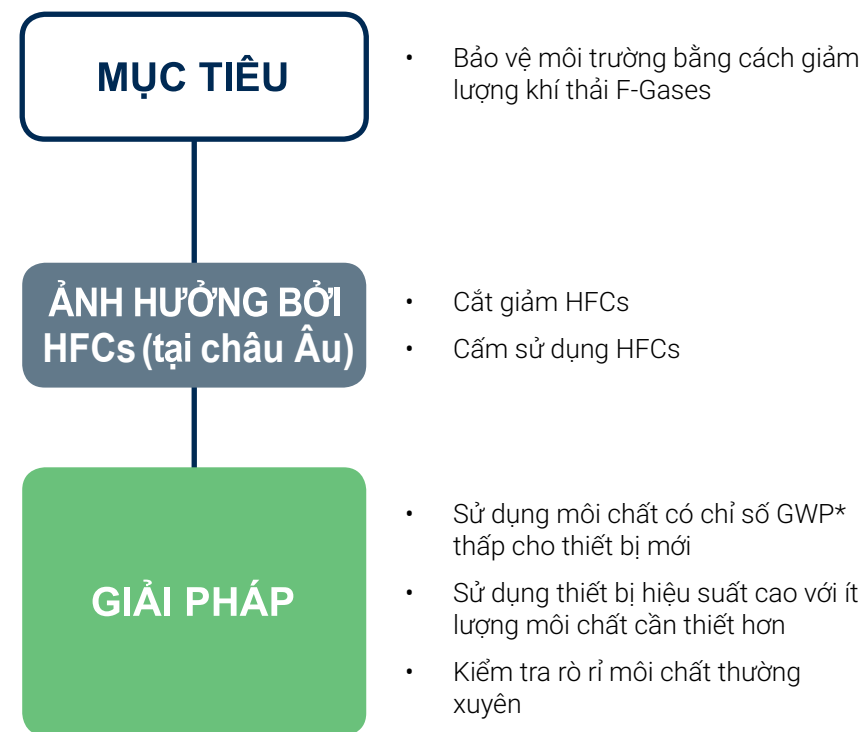 MỤC TIÊU
• Bảo vệ môi trường bằng cách giảm
lượng khí thải F-Gases
ẢNH HƯỞNG BỞI
HFCs (tại châu Âu)
• Cắt giảm HFCs
• Cấm sử dụng HFCs
GIẢI PHÁP
• Sử dụng môi chất có chỉ số GWP*
thấp cho thiết bị mới
• Sử dụng thiết bị hiệu suất cao với ít
lượng môi chất cần thiết hơn
• Kiểm tra rò rỉ môi chất thường
xuyên